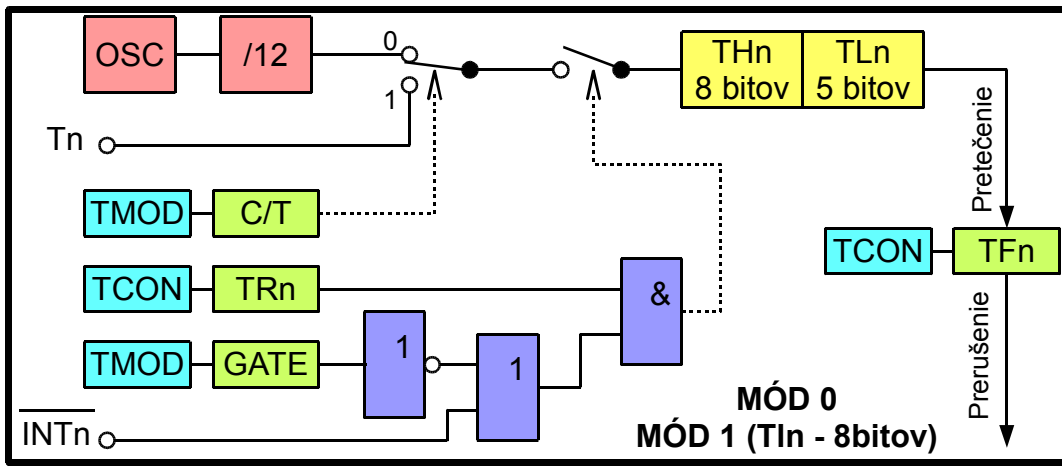 OSC
/12
0
1
THn
8 bitov
TLn
5 bitov
Tn
Pretečenie
TMOD
C/T
TCON
TFn
TCON
TRn
&
TMOD
GATE
1
1
Prerušenie
INTn
MÓD 0
MÓD 1 (Tln - 8bitov)